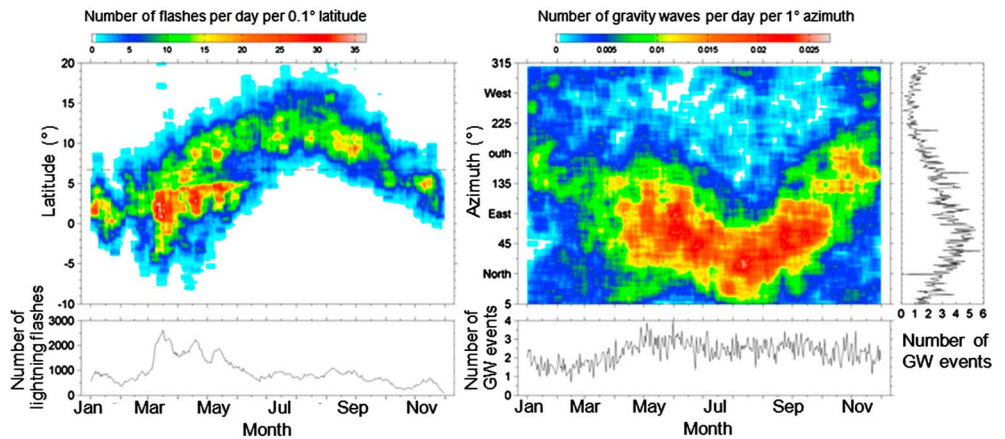 Number of flashes per day per 0.1° latitude
0 5 10 15 20 25 30 35
20
15
10
5
0
-5
-10
Latitude (°)
3000
2000
1000
0
Number of
lightning flashes
Jan Mar May Jul Sep Nov
Month
Number of gravity waves per day per 1° azimuth
0 0.005 0.01 0.015 0.02 0.025
315
West
225
outh
135
East
45
North
5
Azimuth (°)
4
3
2
1
0
Number of
GW events
Jan Mar May Jul Sep Nov
Month
0 1 2 3 4 5 6
Number of
GW events